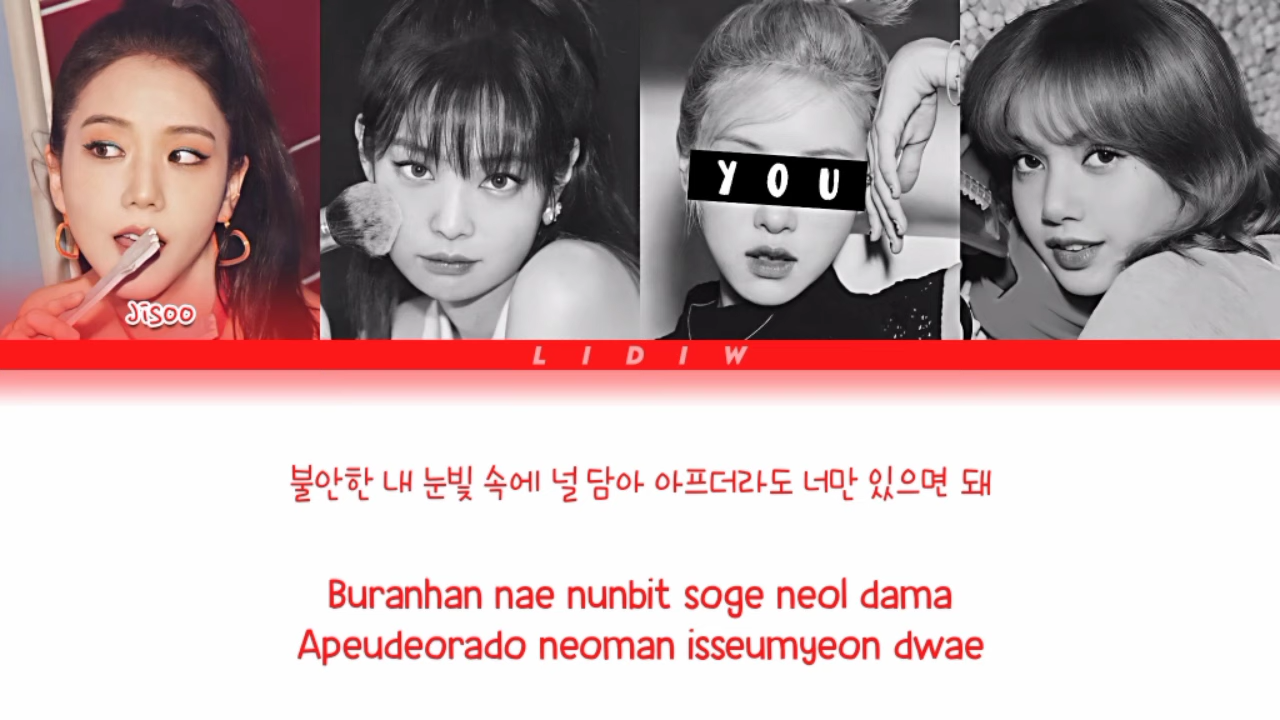 YOU
Jisoo
LIDIW
불안한 내 눈빛 속에 널 담아 아프더라도 너만 있으면 돼
Buranhan nae nunbit soge neol dama
Apeudeorado neoman isseumyeon dwae